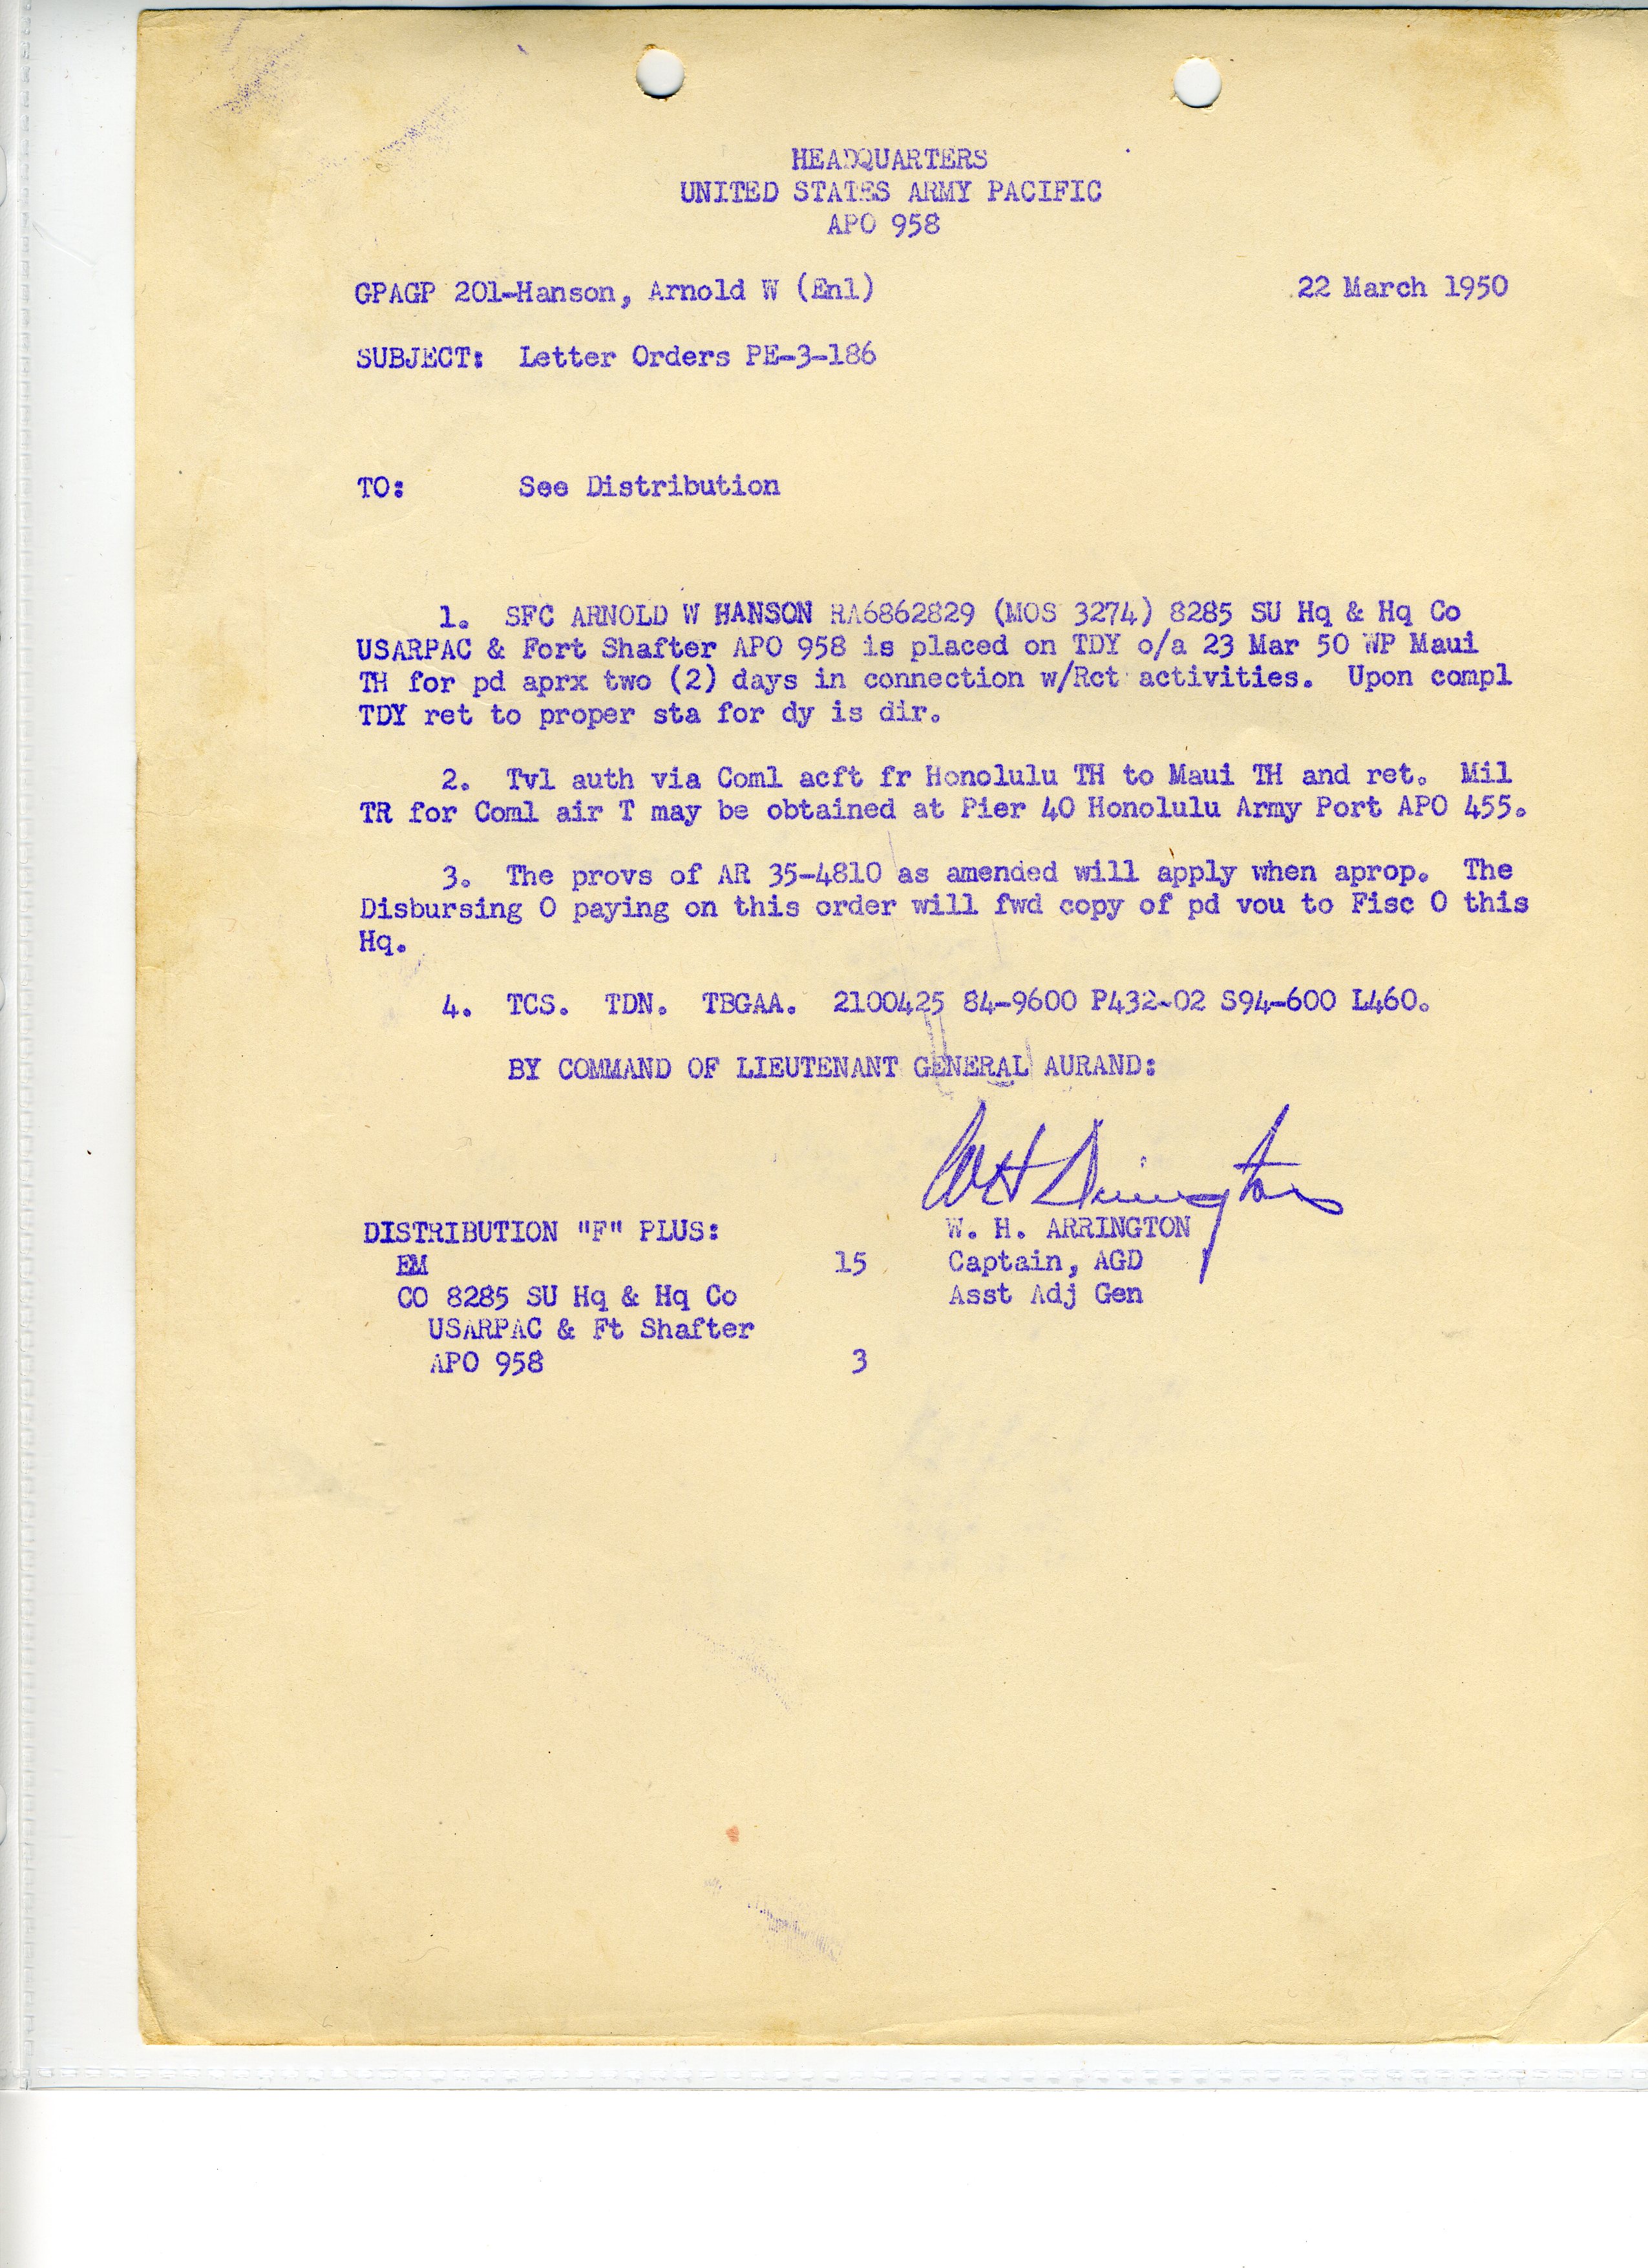 HEADQUARTERS
UNITED STATES ARMY PACIFIC
APO 958
GPAGP 201-Hanson, Arnold W (Enl) 22 March 1950
SUBJECT: Letter Orders PE-3-186
TO: See Distribution
1. SFC ARNOLD W HANSON RA6862829 (MOS 3274) 8285 SU Hq & Hq Co
USARPAC & Fort Shafter APO 958 is placed on TDY o/a 23 Mar 50 WP Maui
TH for pd aprx two (2) days in connection w/Rct activities. Upon compl
TDY ret to proper sta for dy is dir.
2. Tvl auth via Coml acft fr Honolulu TH to Maui TH and ret. Mil
TR for Coml air T may be obtained at Pier 40 Honolulu Army Port APO 455.
3. The provs of AR 35-4810 as amended will apply when aprop. The
Disbursing O paying on this order will fwd copy of pd vou to Fisc O this
Hq.
4. TCS. TDN. TBGAA. 2100425 84-9600 P432-02 S94-600 L460.
BY COMMAND OF LIEUTENANT GENERAL AURAND:
WH Arrington
DISTRIBUTION "F" PLUS: W. H. ARRINGTON
EM 15 Captain, AGD
CO 8285 SU Hq & Hq Co Asst Adj Gen
USARPAC & Ft Shafter
APO 958 3